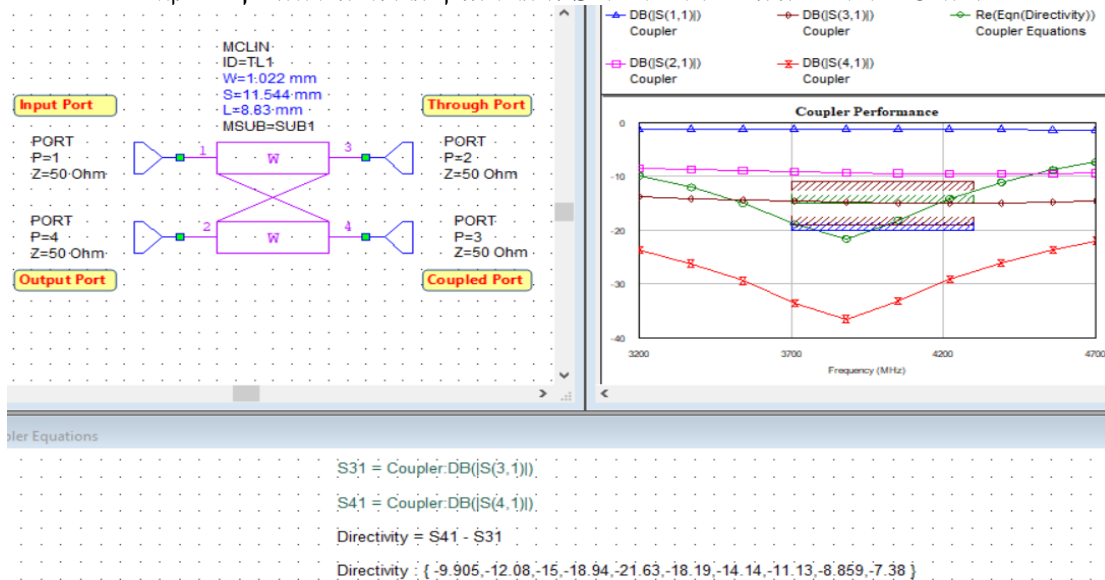 MCLIN
ID=TL1
W=1.022 mm
S=11.544 mm
L=8.83 mm
MSUB=SUB1
Input Port
Through Port
PORT
P=1
Z=50 Ohm
1
W
3
PORT
P=2
Z=50 Ohm
PORT
P=4
Z=50 Ohm
2
W
4
PORT
P=3
Z=50 Ohm
Output Port
Coupled Port
DB(|S(1,1)|)
Coupler
DB(|S(3,1)|)
Coupler
Re(Eqn(Directivity))
Coupler Equations
DB(|S(2,1)|)
Coupler
DB(|S(4,1)|)
Coupler
Coupler Performance
0
-10
-20
-30
-40
3200
3700
4200
4700
Frequency (MHz)
pler Equations
S31 = Coupler:DB(|S(3,1)|)
S41 = Coupler:DB(|S(4,1)|)
Directivity = S41 - S31
Directivity : { -9.905,-12.08,-15,-18.94,-21.63,-18.19,-14.14,-11.13,-8.859,-7.38 }